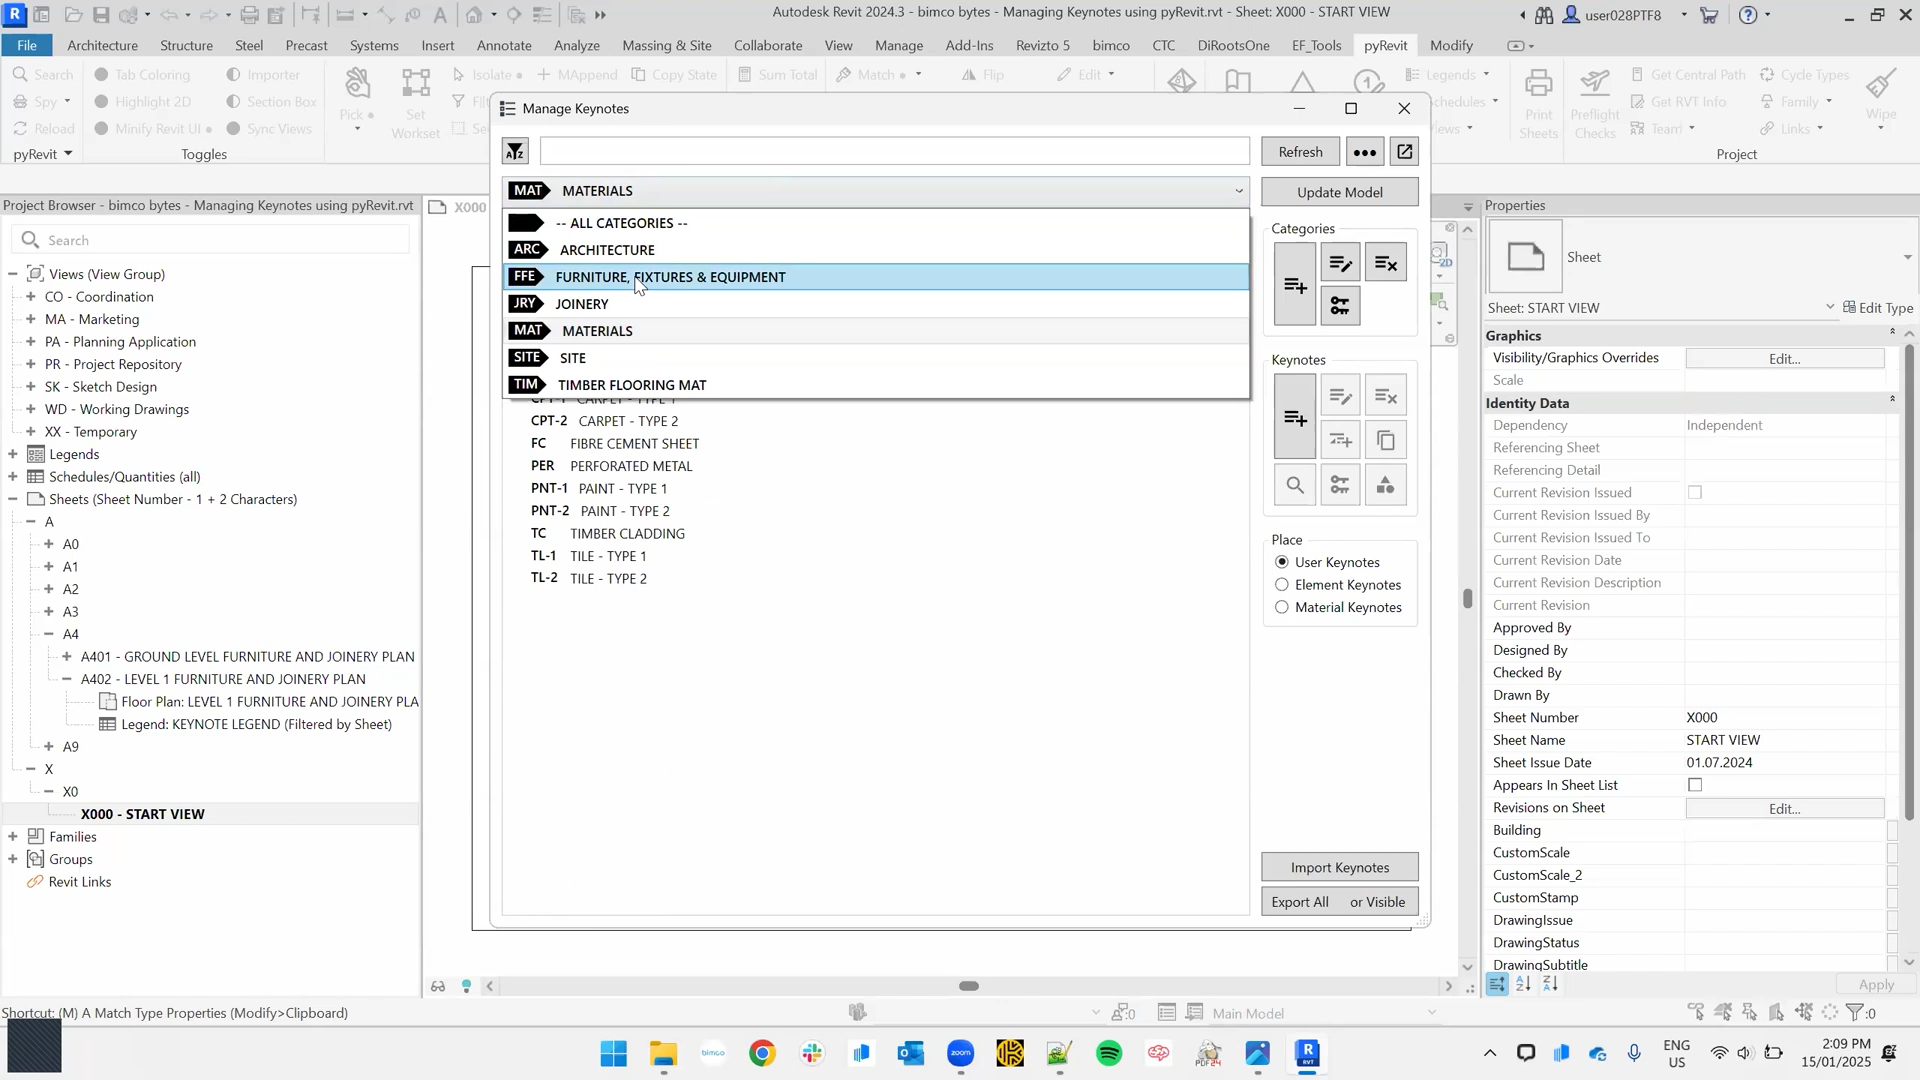 Autodesk Revit 2024.3 - bimco bytes - Managing Keynotes using pyRevit.rvt - Sheet: X000 - START VIEW
user028PTF8
File Architecture Structure Steel Precast Systems Insert Annotate Analyze Massing & Site Collaborate View Manage Add-Ins Revizto 5 bimco CTC DiRootsOne EF_Tools pyRevit Modify
Search
Spy
Reload
pyRevit
Tab Coloring
Highlight 2D
Minify Revit UI
Importer
Section Box
Sync Views
Toggles
Pick
Set
Workset
Isolate
MAppend
Copy State
Sum Total
Match
Flip
Edit
Legends
Print
Sheets
Preflight
Checks
Get Central Path
Get RVT Info
Team
Cycle Types
Family
Links
Wipe
Project
Manage Keynotes
Refresh
MAT MATERIALS
Update Model
-- ALL CATEGORIES --
ARC ARCHITECTURE
FFE FURNITURE, FIXTURES & EQUIPMENT
JRY JOINERY
MAT MATERIALS
SITE SITE
TIM TIMBER FLOORING MAT
CPT-1 CARPET - TYPE 1
CPT-2 CARPET - TYPE 2
FC FIBRE CEMENT SHEET
PER PERFORATED METAL
PNT-1 PAINT - TYPE 1
PNT-2 PAINT - TYPE 2
TC TIMBER CLADDING
TL-1 TILE - TYPE 1
TL-2 TILE - TYPE 2
Categories
Keynotes
Place
User Keynotes
Element Keynotes
Material Keynotes
Import Keynotes
Export All or Visible
Project Browser - bimco bytes - Managing Keynotes using pyRevit.rvt
X000
Search
Views (View Group)
CO - Coordination
MA - Marketing
PA - Planning Application
PR - Project Repository
SK - Sketch Design
WD - Working Drawings
XX - Temporary
Legends
Schedules/Quantities (all)
Sheets (Sheet Number - 1 + 2 Characters)
A
A0
A1
A2
A3
A4
A401 - GROUND LEVEL FURNITURE AND JOINERY PLAN
A402 - LEVEL 1 FURNITURE AND JOINERY PLAN
Floor Plan: LEVEL 1 FURNITURE AND JOINERY PLA
Legend: KEYNOTE LEGEND (Filtered by Sheet)
A9
X
X0
X000 - START VIEW
Families
Groups
Revit Links
Properties
Sheet
Sheet: START VIEW
Edit Type
Graphics
Visibility/Graphics Overrides Edit...
Scale
Identity Data
Dependency Independent
Referencing Sheet
Referencing Detail
Current Revision Issued
Current Revision Issued By
Current Revision Issued To
Current Revision Date
Current Revision Description
Current Revision
Approved By
Designed By
Checked By
Drawn By
Sheet Number X000
Sheet Name START VIEW
Sheet Issue Date 01.07.2024
Appears In Sheet List
Revisions on Sheet Edit...
Building
CustomScale
CustomScale_2
CustomStamp
DrawingIssue
DrawingStatus
DrawingSubtitle
Apply
Shortcut: (M) A Match Type Properties (Modify>Clipboard)
:0
Main Model
:0
bimco
zoom
PDF24
R
RVT
ENG
US
2:09 PM
15/01/2025